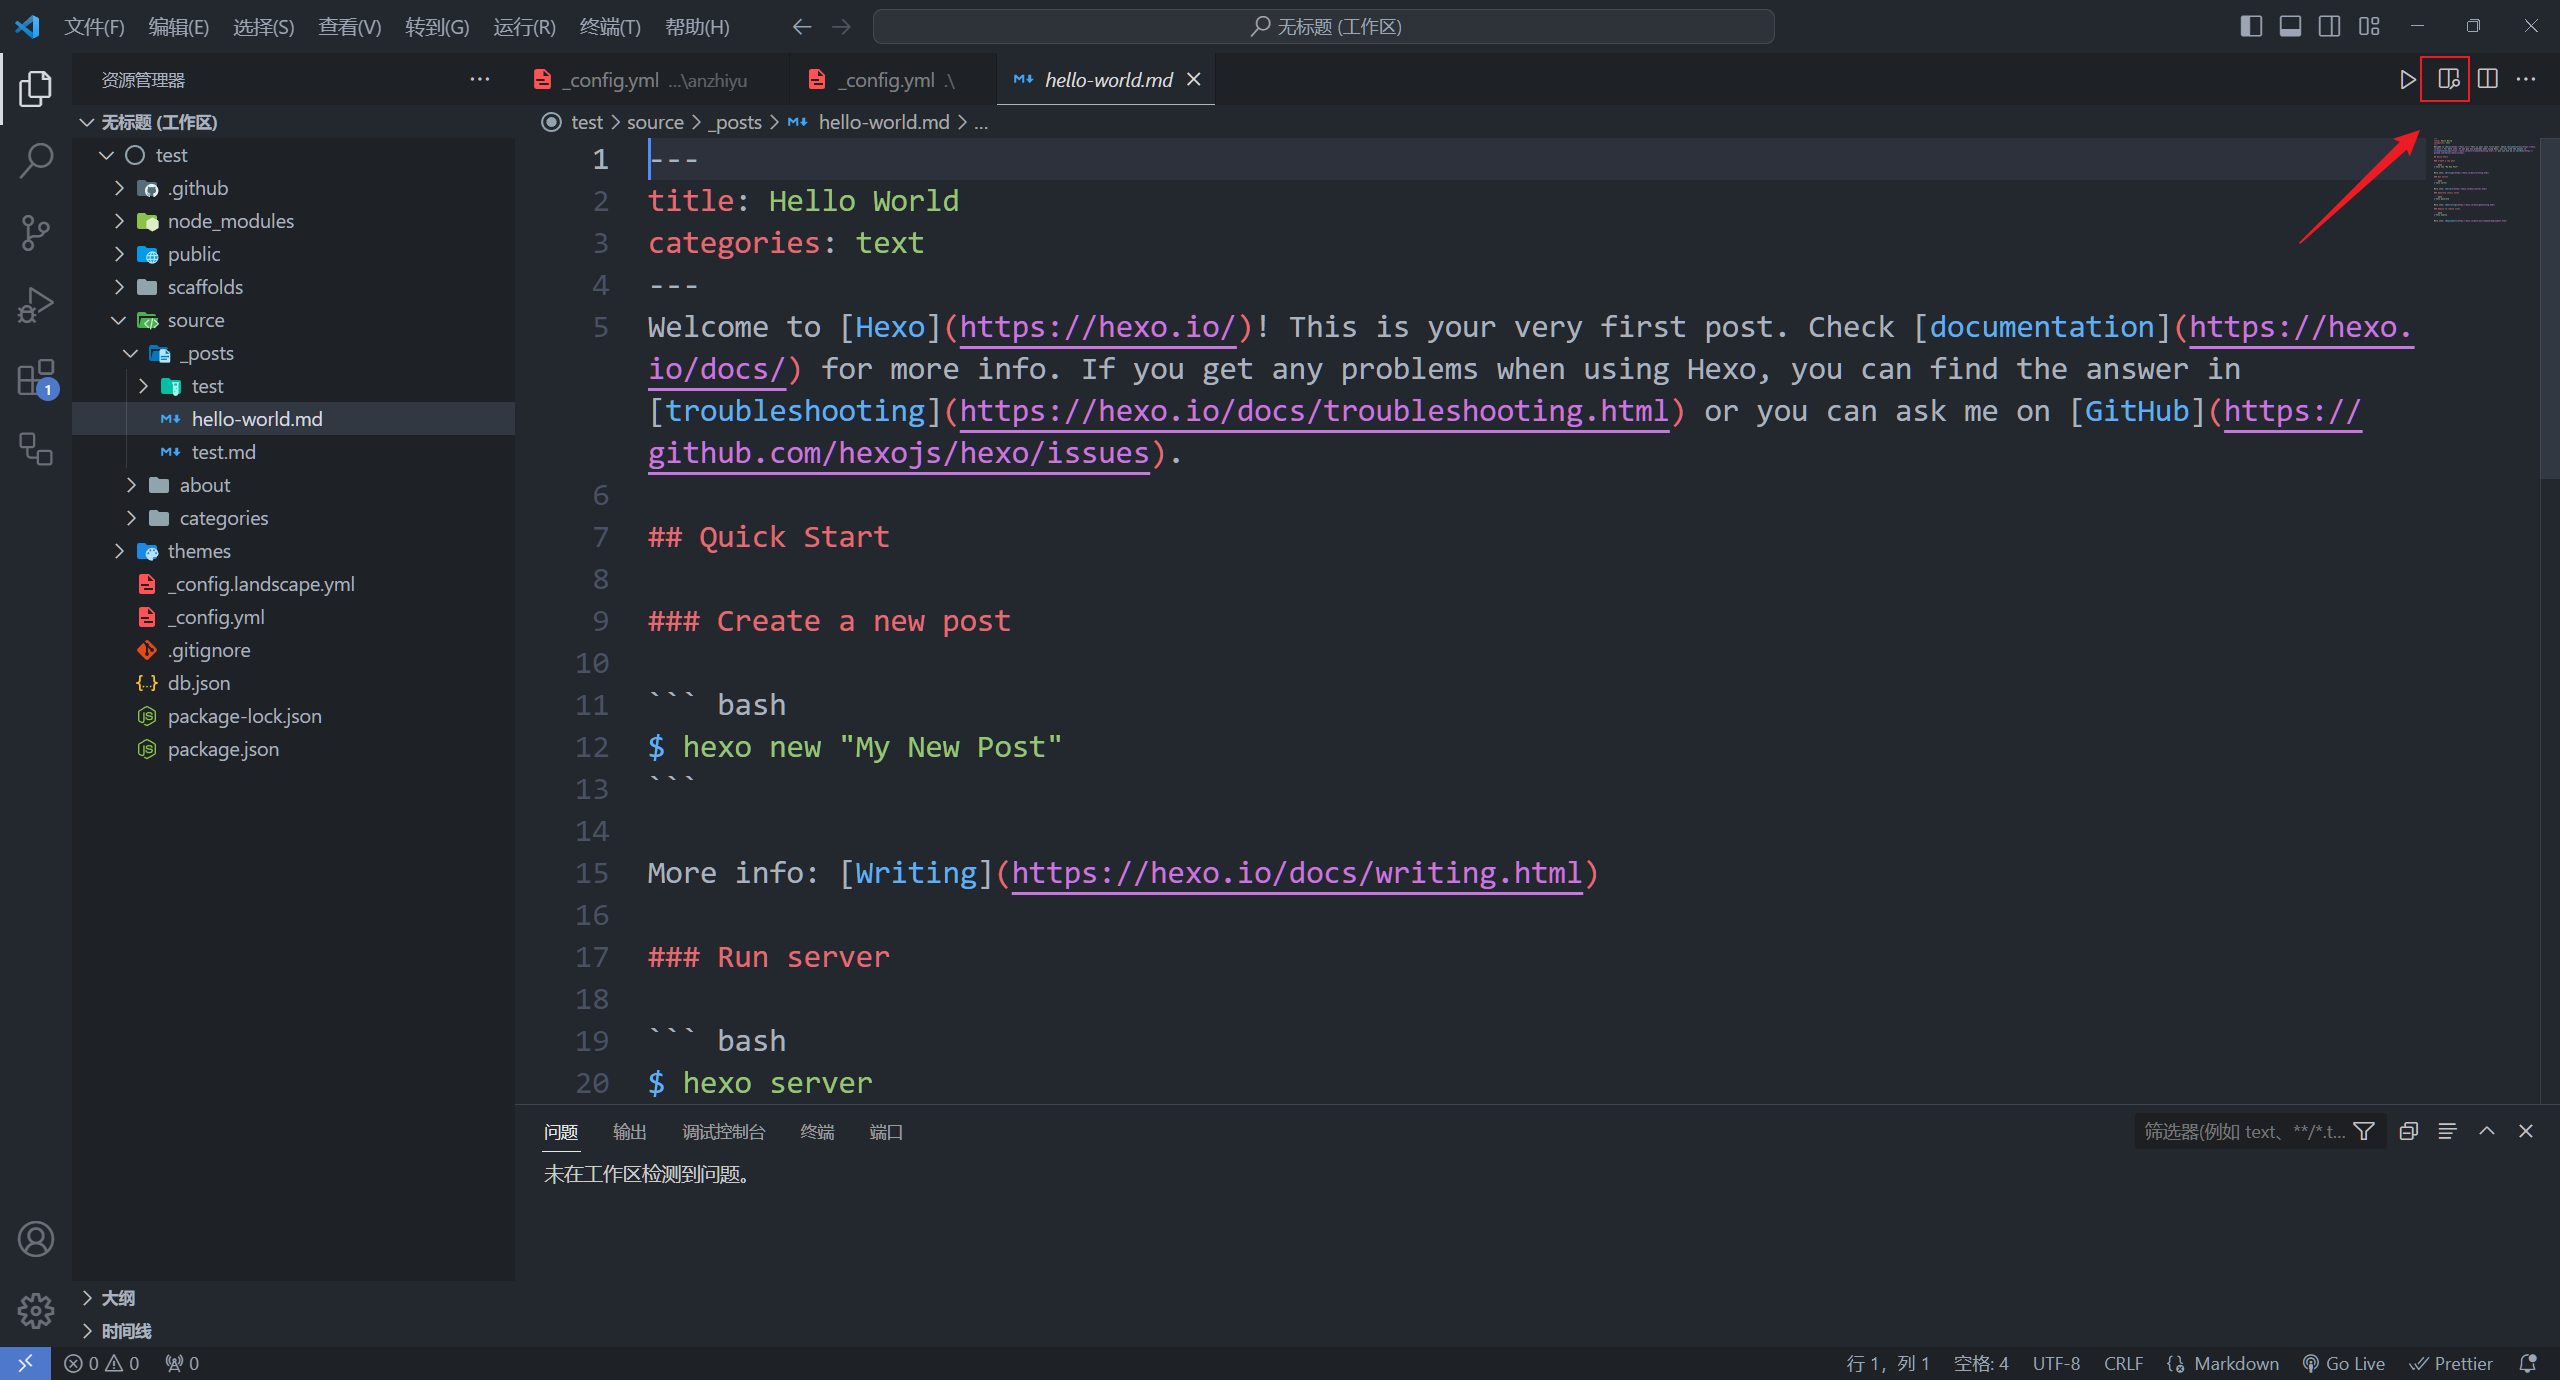 文件(F) 编辑(E) 选择(S) 查看(V) 转到(G) 运行(R) 终端(T) 帮助(H) 无标题 (工作区)
资源管理器
_config.yml ...\anzhiyu _config.yml .\ hello-world.md
无标题 (工作区)
test > source > _posts > hello-world.md > ...
test
.github
node_modules
public
scaffolds
source
_posts
test
hello-world.md
test.md
about
categories
themes
_config.landscape.yml
_config.yml
.gitignore
db.json
package-lock.json
package.json
大纲
时间线
1
1 ---
2 title: Hello World
3 categories: text
4 ---
5 Welcome to [Hexo](https://hexo.io/)! This is your very first post. Check [documentation](https://hexo.
io/docs/) for more info. If you get any problems when using Hexo, you can find the answer in
[troubleshooting](https://hexo.io/docs/troubleshooting.html) or you can ask me on [GitHub](https://
github.com/hexojs/hexo/issues).
6
7 ## Quick Start
8
9 ### Create a new post
10
11 ``` bash
12 $ hexo new "My New Post"
13 ```
14
15 More info: [Writing](https://hexo.io/docs/writing.html)
16
17 ### Run server
18
19 ``` bash
20 $ hexo server
问题 输出 调试控制台 终端 端口 筛选器(例如 text、**/*.t...
未在工作区检测到问题。
0 0 0 行 1，列 1 空格: 4 UTF-8 CRLF Markdown Go Live Prettier